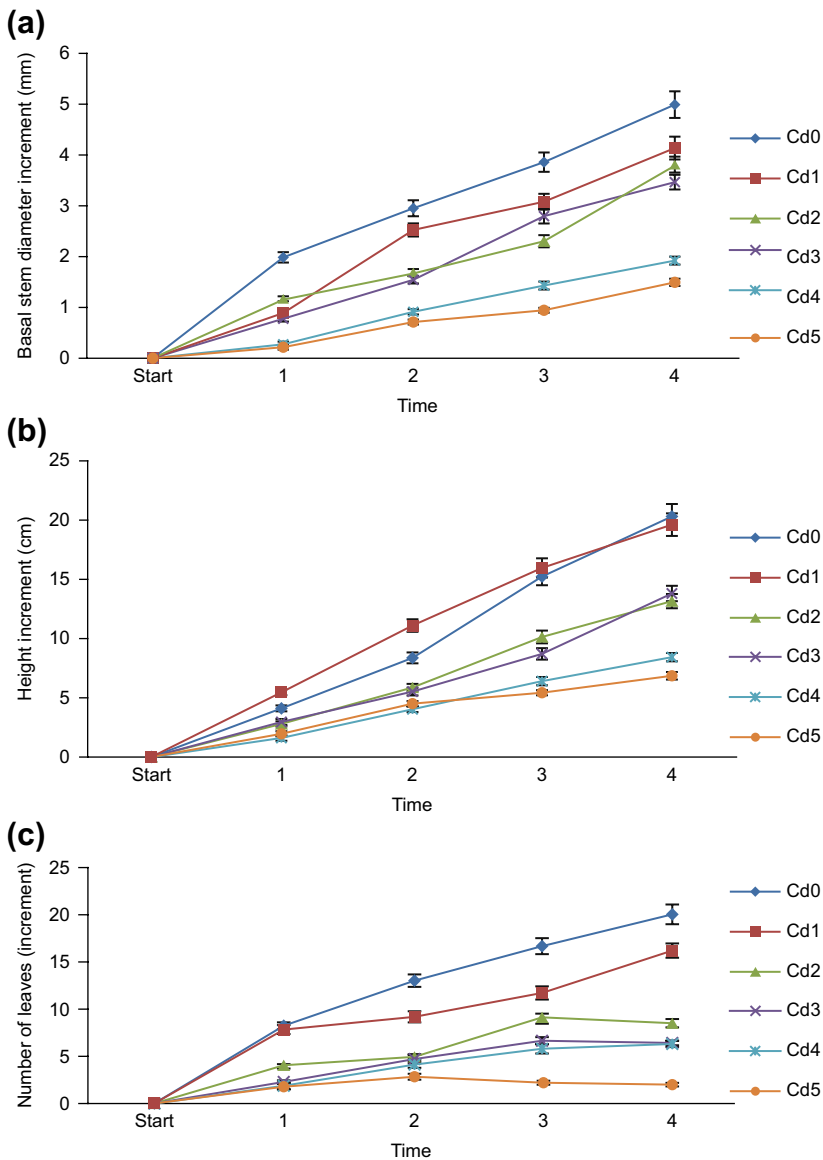 (a)
Basal stem diameter increment (mm)
6
5
4
3
2
1
0
Start 1 2 3 4
Time
Cd0
Cd1
Cd2
Cd3
Cd4
Cd5
(b)
Height increment (cm)
25
20
15
10
5
0
Start 1 2 3 4
Time
Cd0
Cd1
Cd2
Cd3
Cd4
Cd5
(c)
Number of leaves (increment)
25
20
15
10
5
0
Start 1 2 3 4
Time
Cd0
Cd1
Cd2
Cd3
Cd4
Cd5